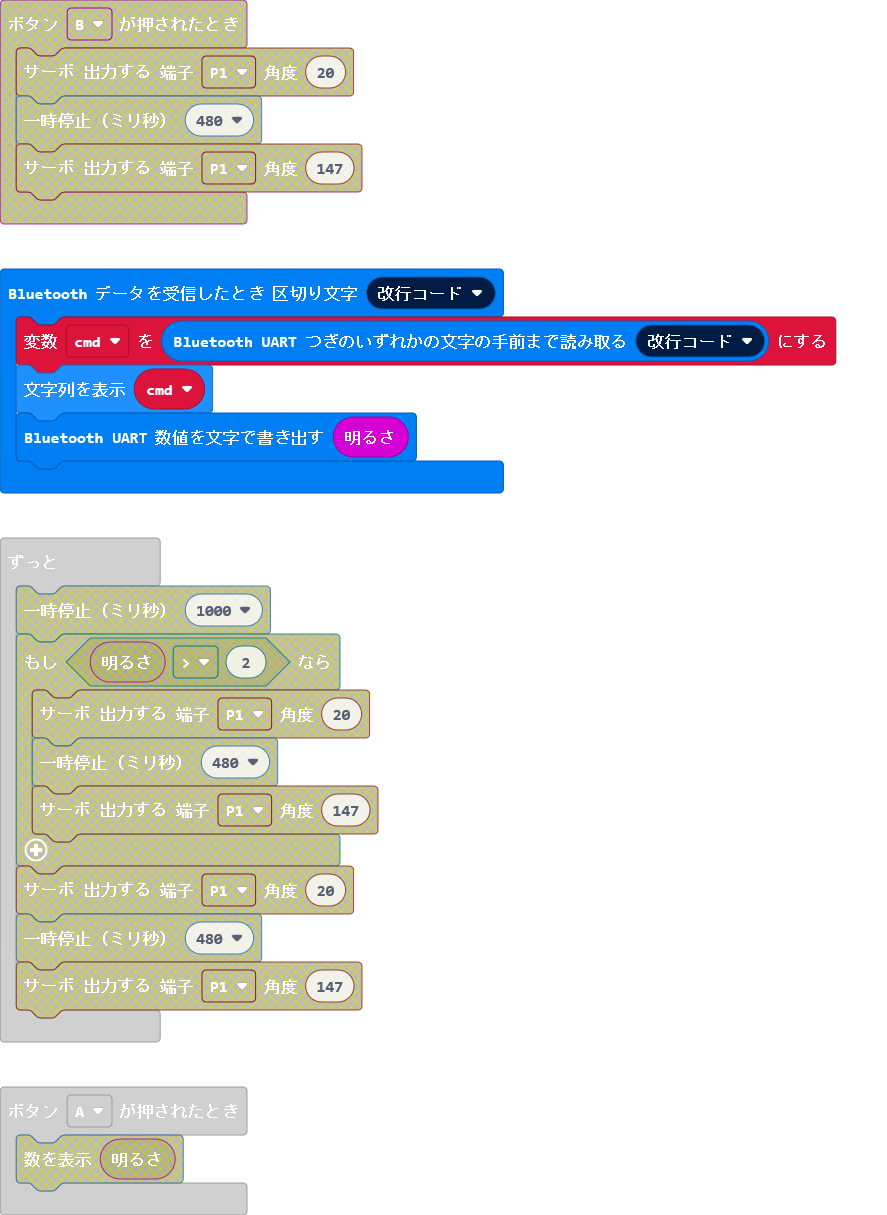 ボタン B が押されたとき
サーボ 出力する 端子 P1 角度 20
一時停止（ミリ秒） 480
サーボ 出力する 端子 P1 角度 147
Bluetooth データを受信したとき 区切り文字 改行コード
変数 cmd を Bluetooth UART つぎのいずれかの文字の手前まで読み取る 改行コード にする
文字列を表示 cmd
Bluetooth UART 数値を文字で書き出す 明るさ
ずっと
一時停止（ミリ秒） 1000
もし 明るさ > 2 なら
サーボ 出力する 端子 P1 角度 20
一時停止（ミリ秒） 480
サーボ 出力する 端子 P1 角度 147
サーボ 出力する 端子 P1 角度 20
一時停止（ミリ秒） 480
サーボ 出力する 端子 P1 角度 147
ボタン A が押されたとき
数を表示 明るさ